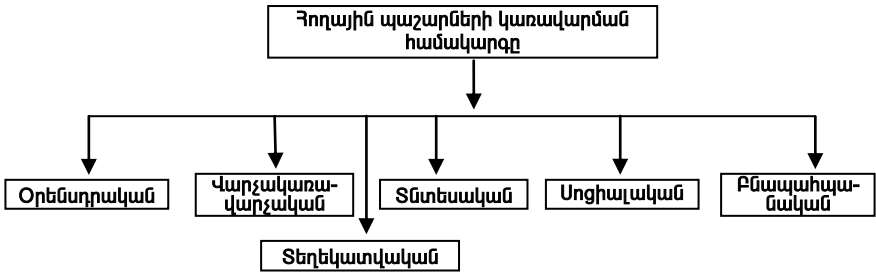 Հողային պաշարների կառավարման
համակարգը
Օրենսդրական
Վարչակառա-
վարչական
Տնտեսական
Սոցիալական
Բնապահպա-
նական
Տեղեկատվական